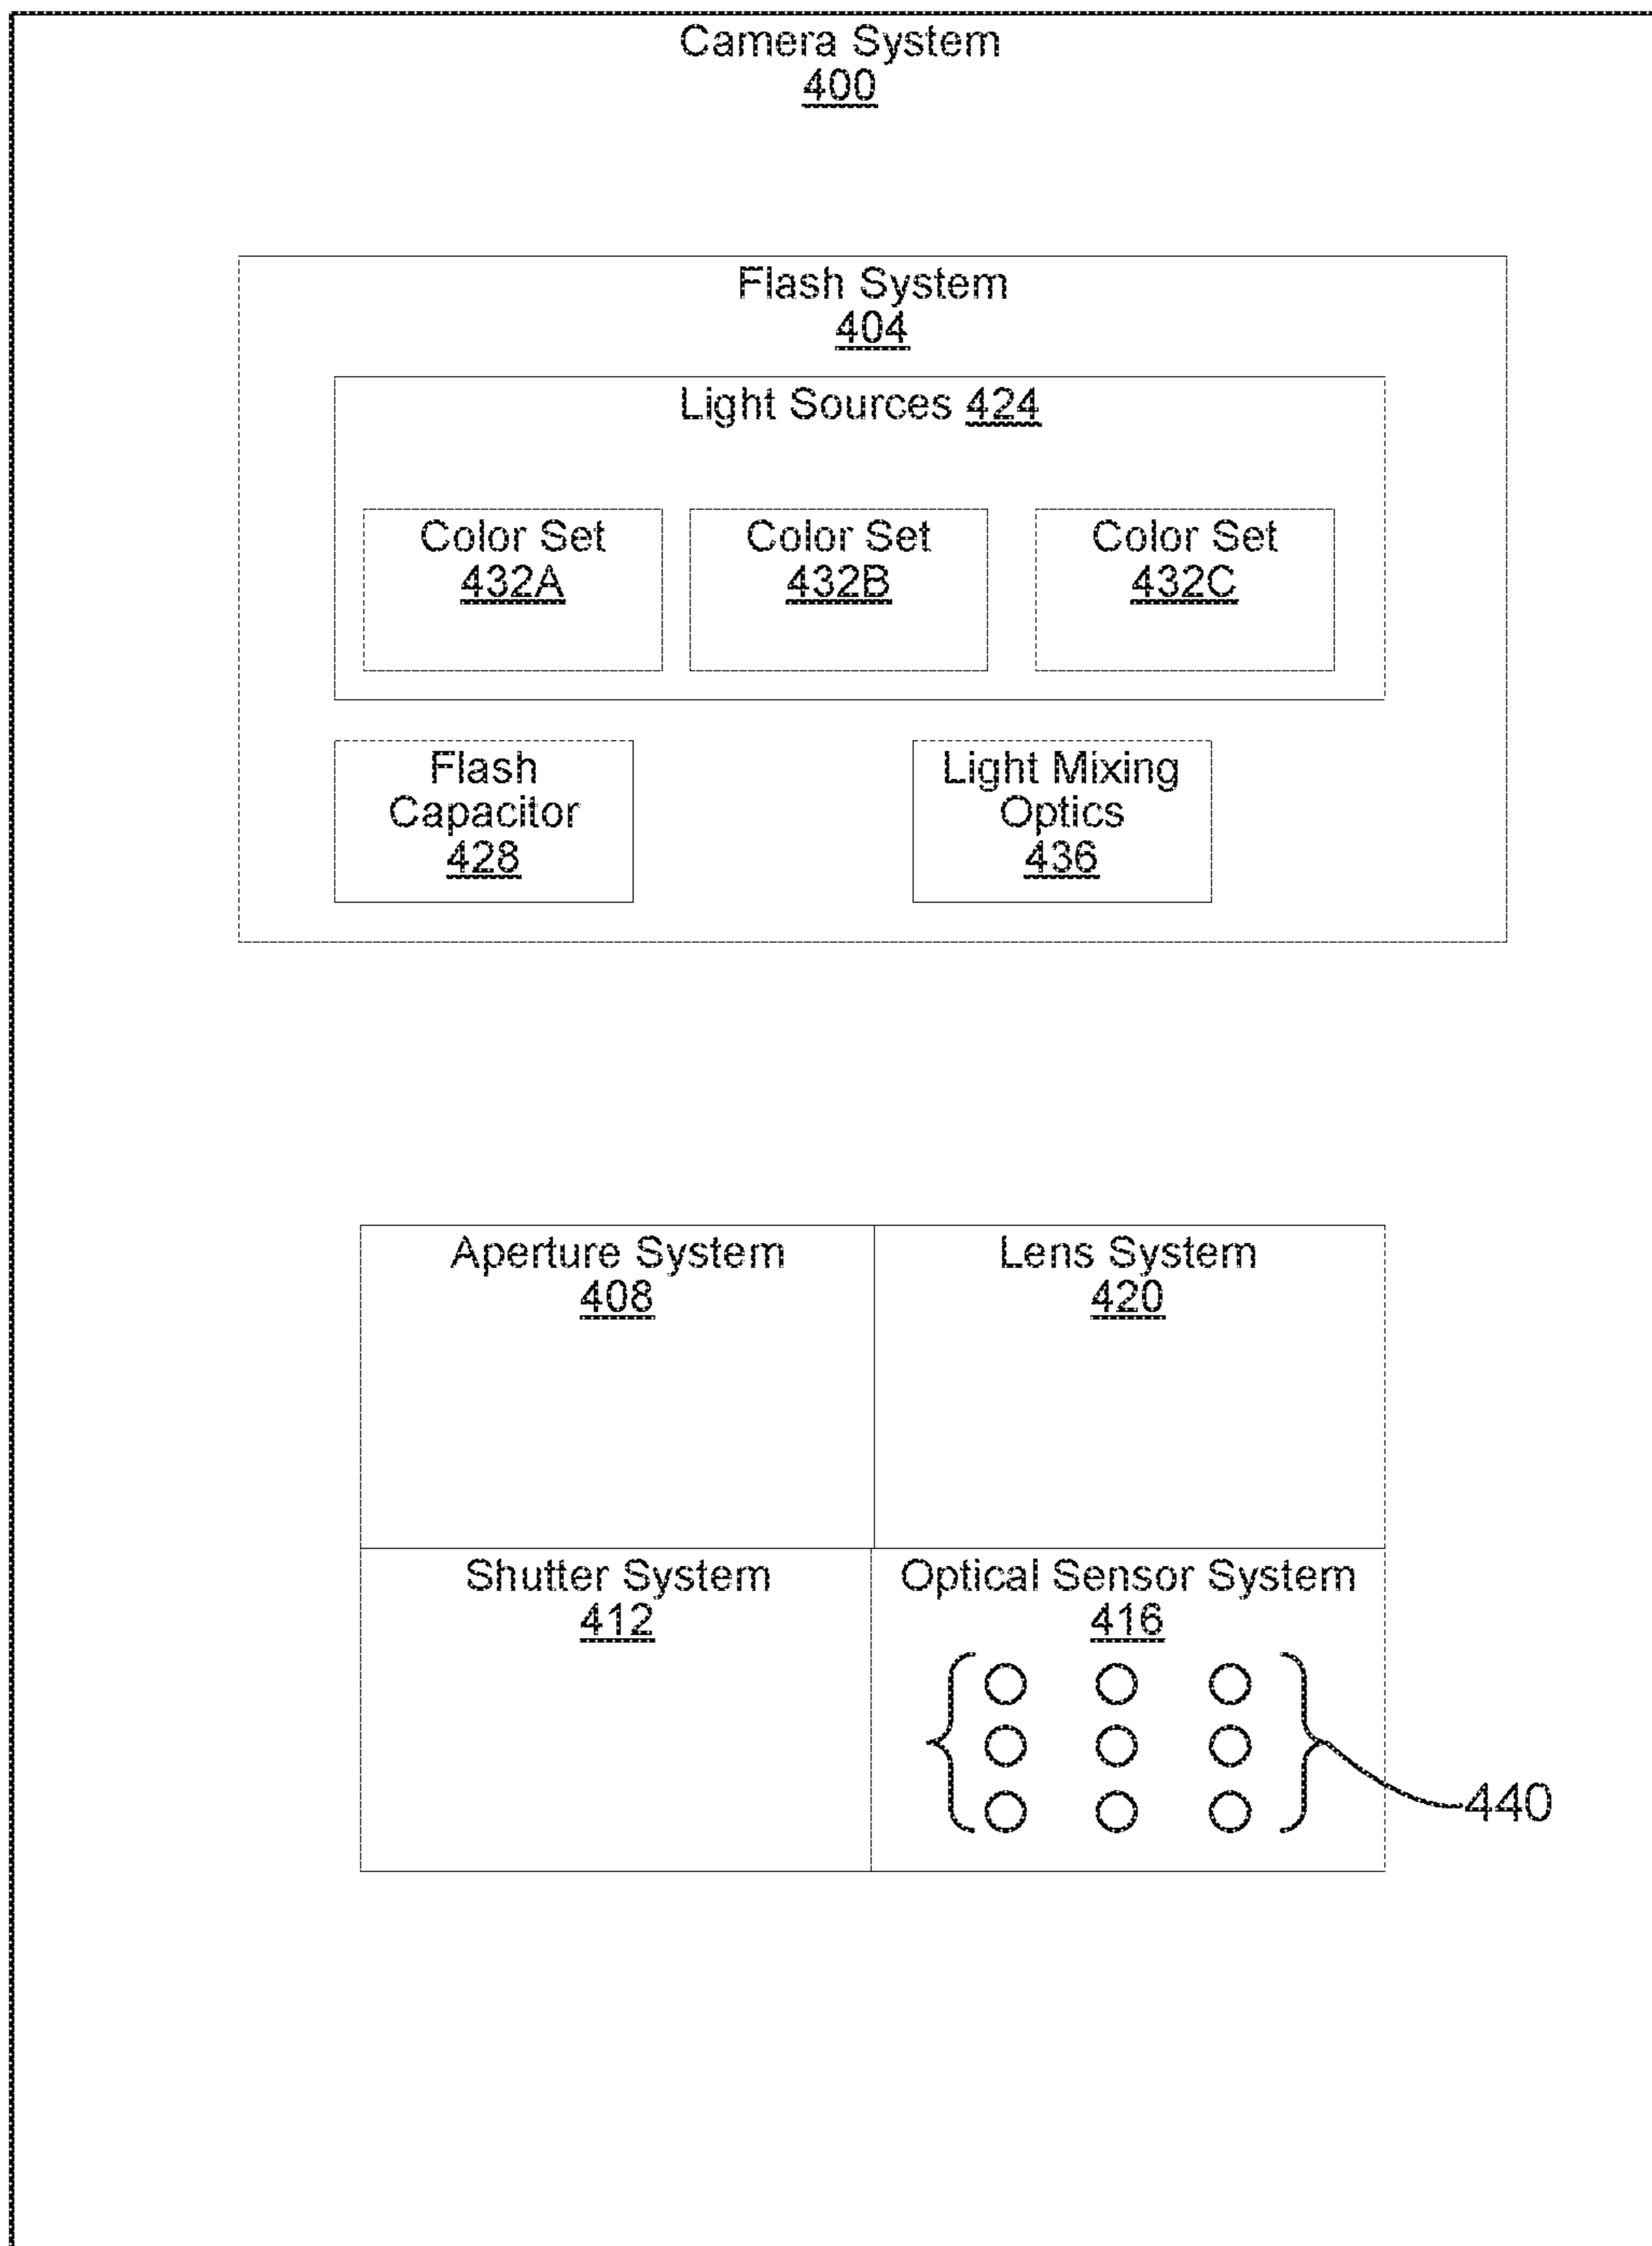 Camera System
400
Flash System
404
Light Sources 424
Color Set
432A
Color Set
432B
Color Set
432C
Flash
Capacitor
428
Light Mixing
Optics
436
Aperture System
408
Lens System
420
Shutter System
412
Optical Sensor System
416
440